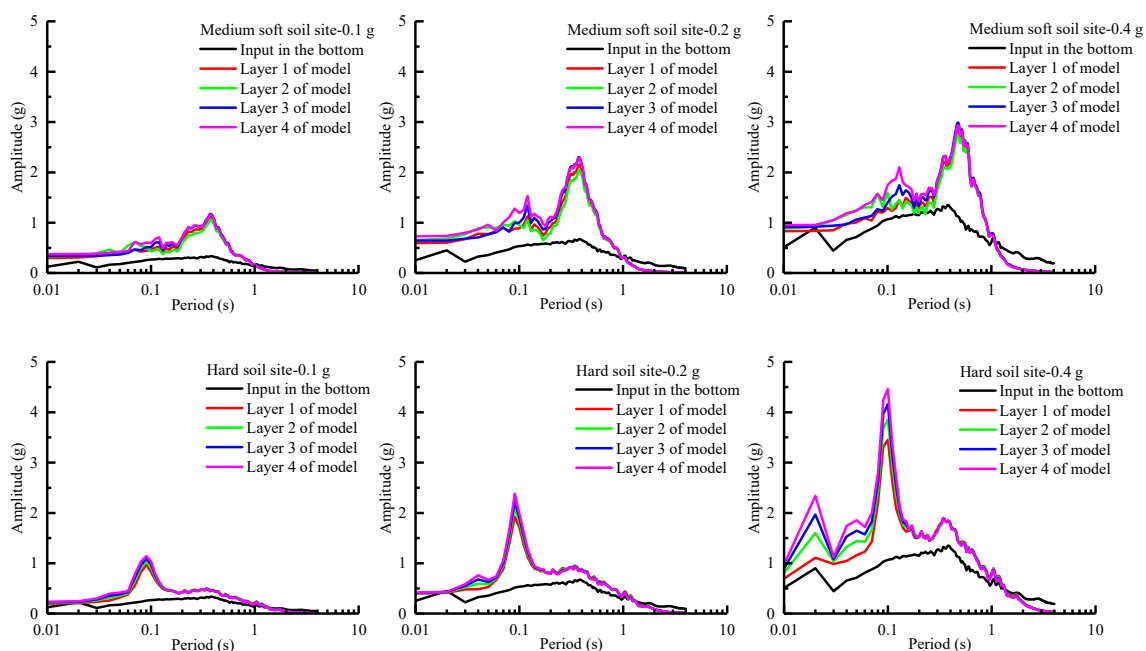 Medium soft soil site-0.1 g
Input in the bottom
Layer 1 of model
Layer 2 of model
Layer 3 of model
Layer 4 of model
Amplitude (g)
5
4
3
2
1
0
0.01
0.1
1
10
Period (s)
Medium soft soil site-0.2 g
Input in the bottom
Layer 1 of model
Layer 2 of model
Layer 3 of model
Layer 4 of model
Amplitude (g)
5
4
3
2
1
0
0.01
0.1
1
10
Period (s)
Medium soft soil site-0.4 g
Input in the bottom
Layer 1 of model
Layer 2 of model
Layer 3 of model
Layer 4 of model
Amplitude (g)
5
4
3
2
1
0
0.01
0.1
1
10
Period (s)
Hard soil site-0.1 g
Input in the bottom
Layer 1 of model
Layer 2 of model
Layer 3 of model
Layer 4 of model
Amplitude (g)
5
4
3
2
1
0
0.01
0.1
1
10
Period (s)
Hard soil site-0.2 g
Input in the bottom
Layer 1 of model
Layer 2 of model
Layer 3 of model
Layer 4 of model
Amplitude (g)
5
4
3
2
1
0
0.01
0.1
1
10
Period (s)
Hard soil site-0.4 g
Input in the bottom
Layer 1 of model
Layer 2 of model
Layer 3 of model
Layer 4 of model
Amplitude (g)
5
4
3
2
1
0
0.01
0.1
1
10
Period (s)